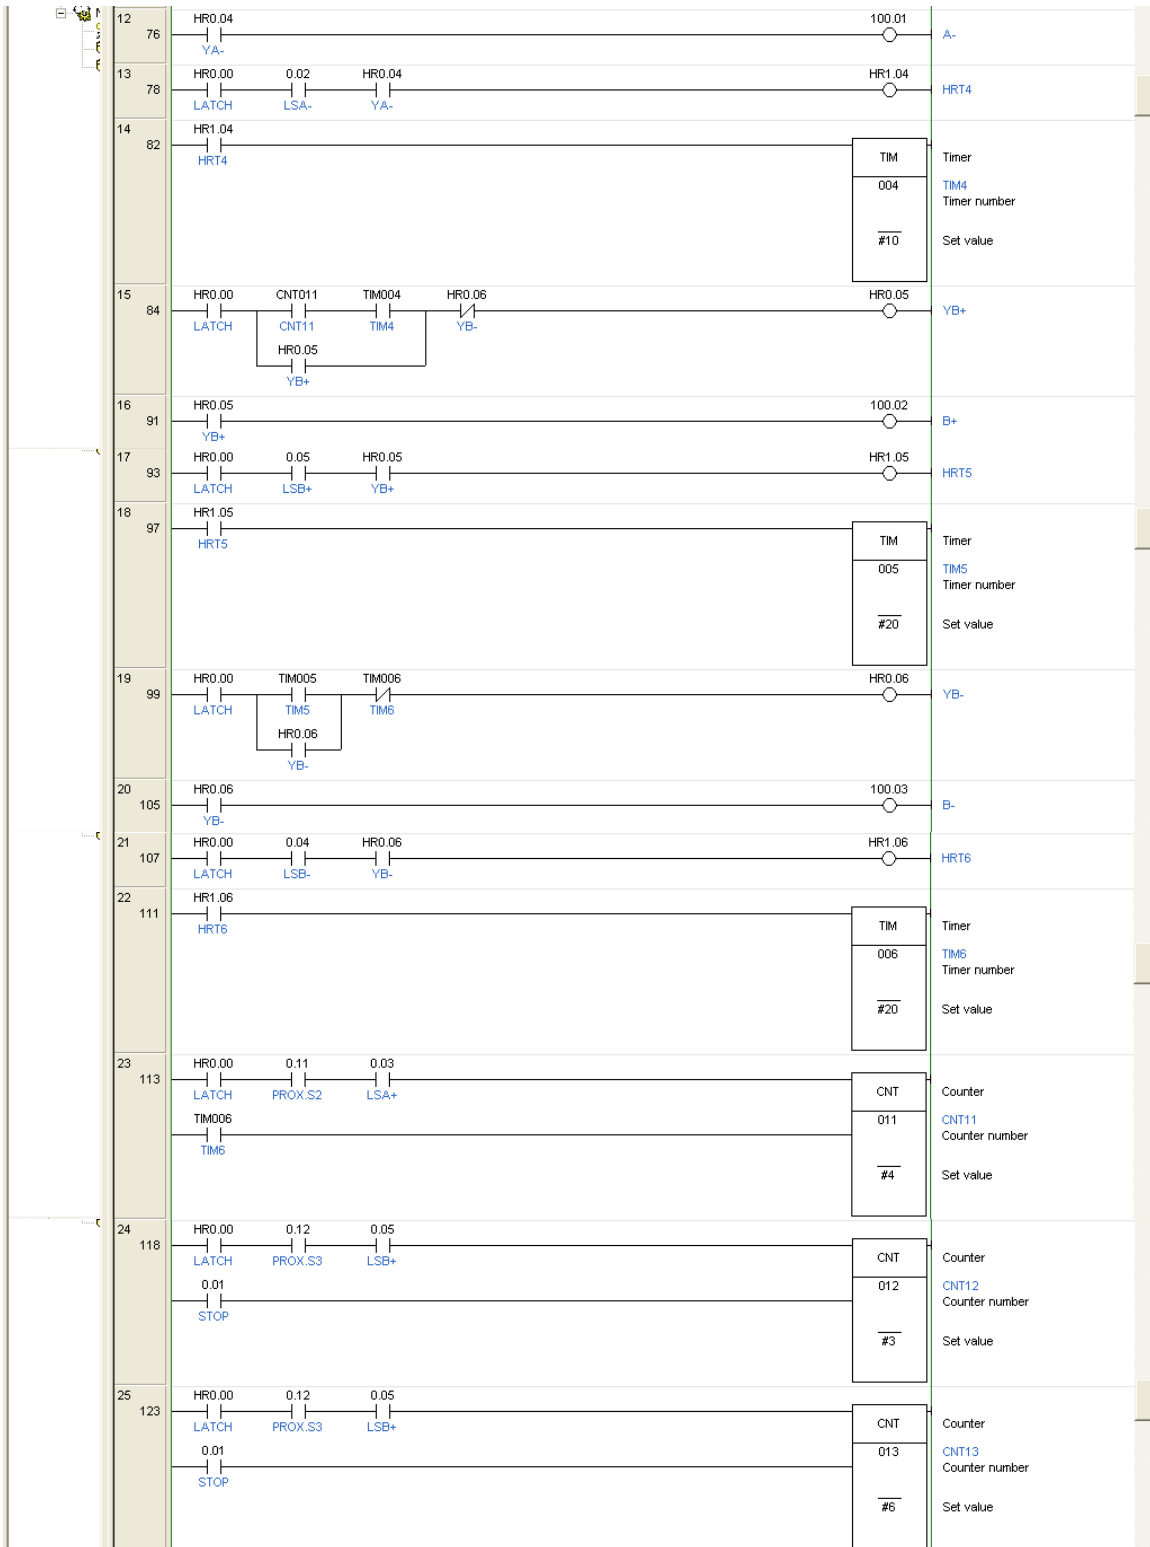 12 HR0.04 100.01
76 A-
YA-
13 HR0.00 0.02 HR0.04 HR1.04
78 HRT4
LATCH LSA- YA-
14 HR1.04
82
HRT4
TIM Timer
004 TIM4
Timer number
#10 Set value
15 HR0.00 CNT011 TIM004 HR0.06 HR0.05
84 YB+
LATCH CNT11 TIM4 YB-
HR0.05
YB+
16 HR0.05 100.02
91 B+
YB+
17 HR0.00 0.05 HR0.05 HR1.05
93 HRT5
LATCH LSB+ YB+
18 HR1.05
97
HRT5
TIM Timer
005 TIM5
Timer number
#20 Set value
19 HR0.00 TIM005 TIM006 HR0.06
99 YB-
LATCH TIM5 TIM6
HR0.06
YB-
20 HR0.06 100.03
105 B-
YB-
21 HR0.00 0.04 HR0.06 HR1.06
107 HRT6
LATCH LSB- YB-
22 HR1.06
111
HRT6
TIM Timer
006 TIM6
Timer number
#20 Set value
23 HR0.00 0.11 0.03
113
LATCH PROX.S2 LSA+
CNT Counter
TIM006
011 CNT11
Counter number
TIM6
#4 Set value
24 HR0.00 0.12 0.05
118
LATCH PROX.S3 LSB+
CNT Counter
0.01
012 CNT12
Counter number
STOP
#3 Set value
25 HR0.00 0.12 0.05
123
LATCH PROX.S3 LSB+
CNT Counter
0.01
013 CNT13
Counter number
STOP
#6 Set value